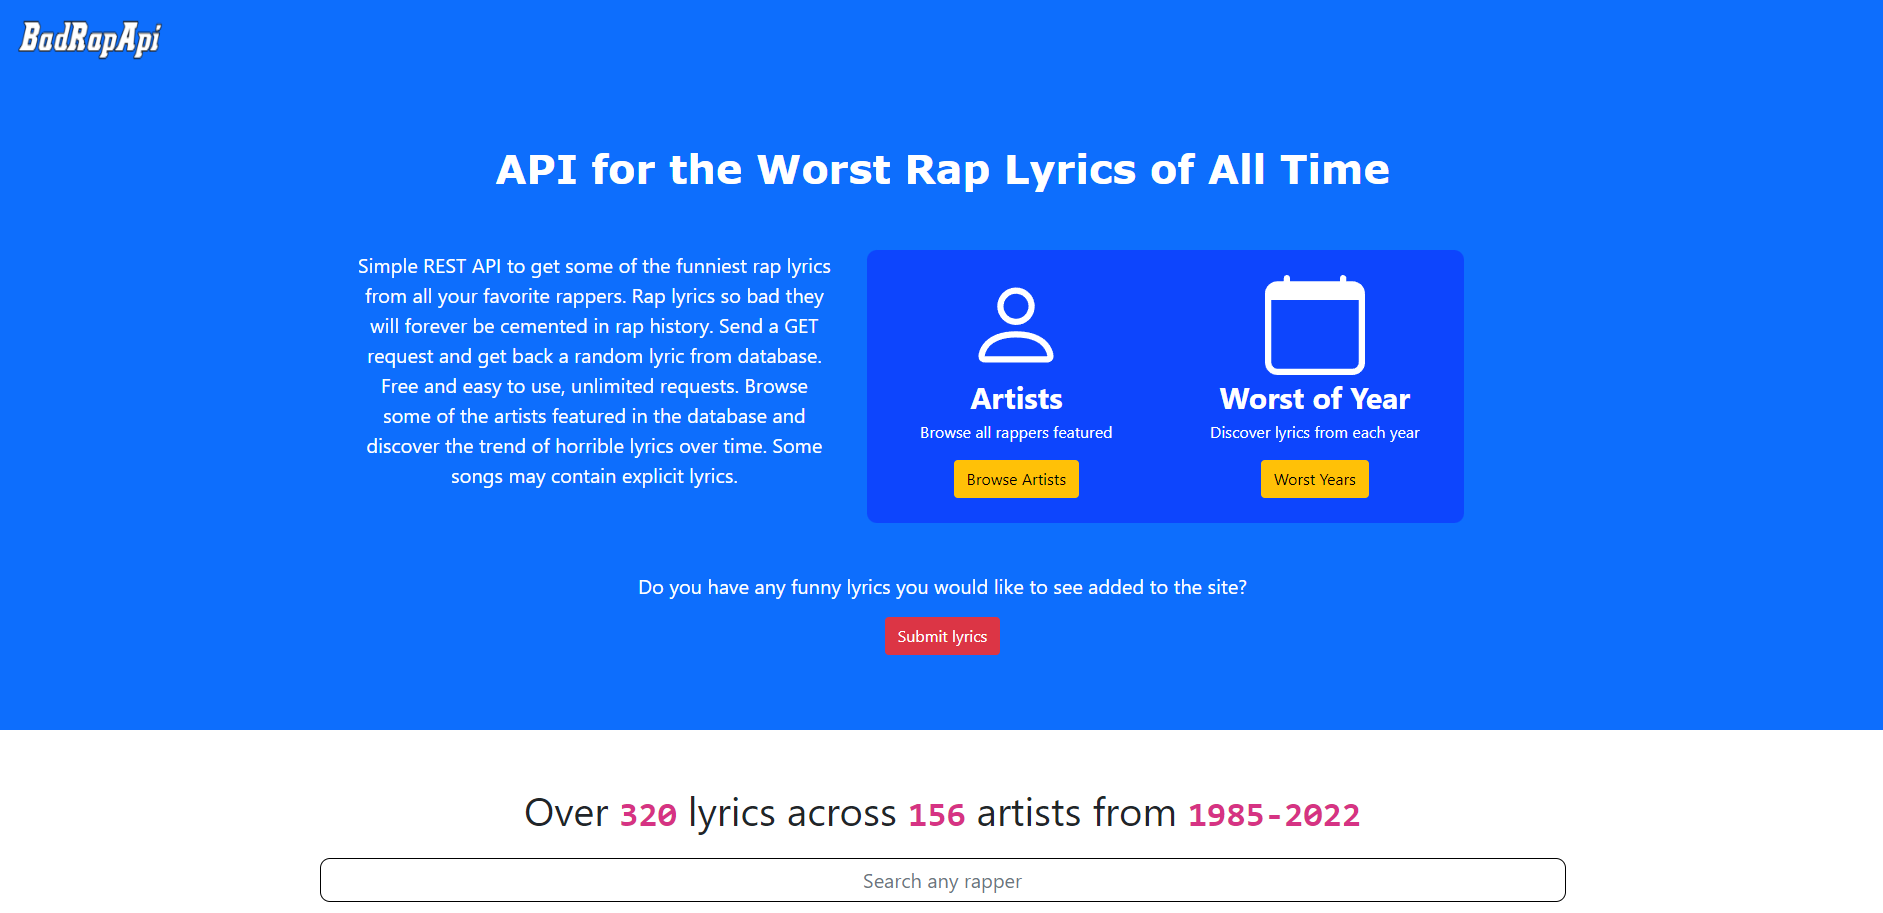 BadRapApi
API for the Worst Rap Lyrics of All Time
Simple REST API to get some of the funniest rap lyrics
from all your favorite rappers. Rap lyrics so bad they
will forever be cemented in rap history. Send a GET
request and get back a random lyric from database.
Free and easy to use, unlimited requests. Browse
some of the artists featured in the database and
discover the trend of horrible lyrics over time. Some
songs may contain explicit lyrics.
Artists
Browse all rappers featured
Browse Artists
Worst of Year
Discover lyrics from each year
Worst Years
Do you have any funny lyrics you would like to see added to the site?
Submit lyrics
Over 320 lyrics across 156 artists from 1985-2022
Search any rapper